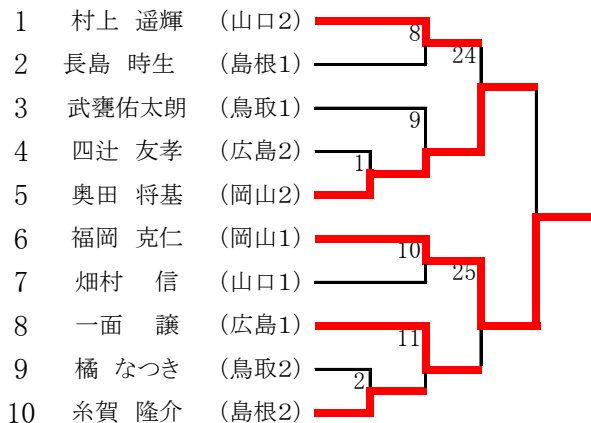 1 村上 遥輝 (山口2)
8
24
2 長島 時生 (島根1)
3 武甕佑太朗 (鳥取1)
9
4 四辻 友孝 (広島2)
1
5 奥田 将基 (岡山2)
6 福岡 克仁 (岡山1)
10
25
7 畑村 信 (山口1)
8 一面 譲 (広島1)
11
9 橘 なつき (鳥取2)
2
10 糸賀 隆介 (島根2)